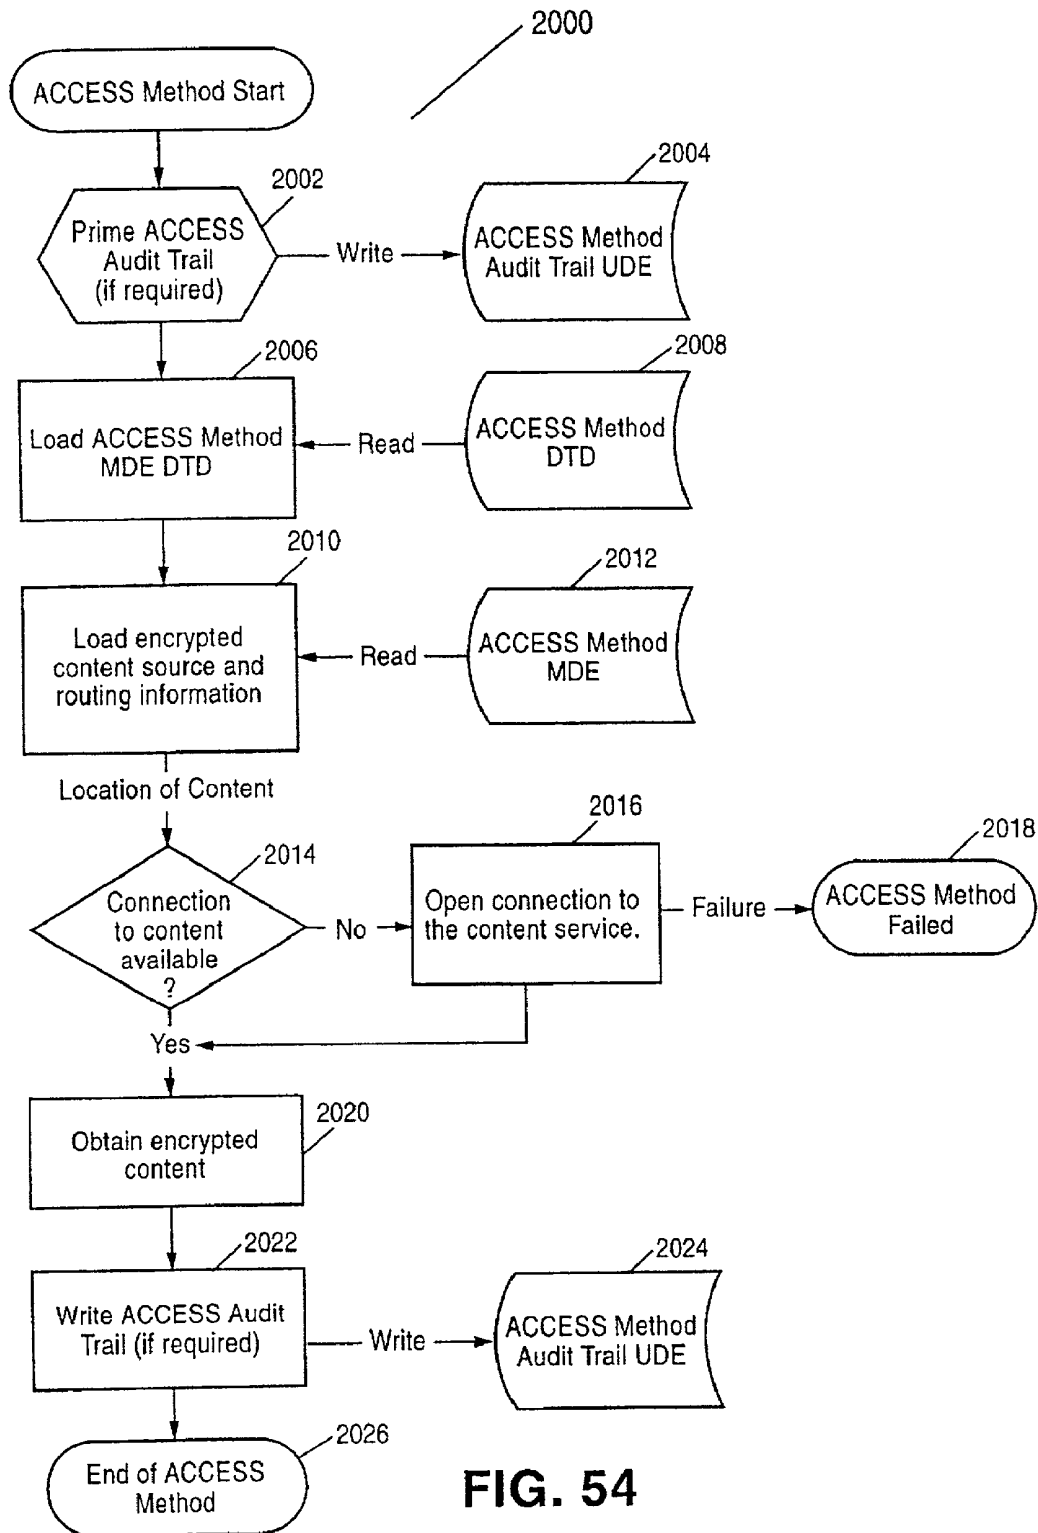 2000
ACCESS Method Start
2002
2004
Prime ACCESS
Audit Trail
(if required)
Write
ACCESS Method
Audit Trail UDE
2006
2008
Load ACCESS Method
MDE DTD
Read
ACCESS Method
DTD
2010
2012
Load encrypted
content source and
routing information
Read
ACCESS Method
MDE
Location of Content
2014
2016
2018
Connection
to content
available
?
No
Open connection to
the content service.
Failure
ACCESS Method
Failed
Yes
2020
Obtain encrypted
content
2022
2024
Write ACCESS Audit
Trail (if required)
Write
ACCESS Method
Audit Trail UDE
2026
End of ACCESS
Method
FIG. 54